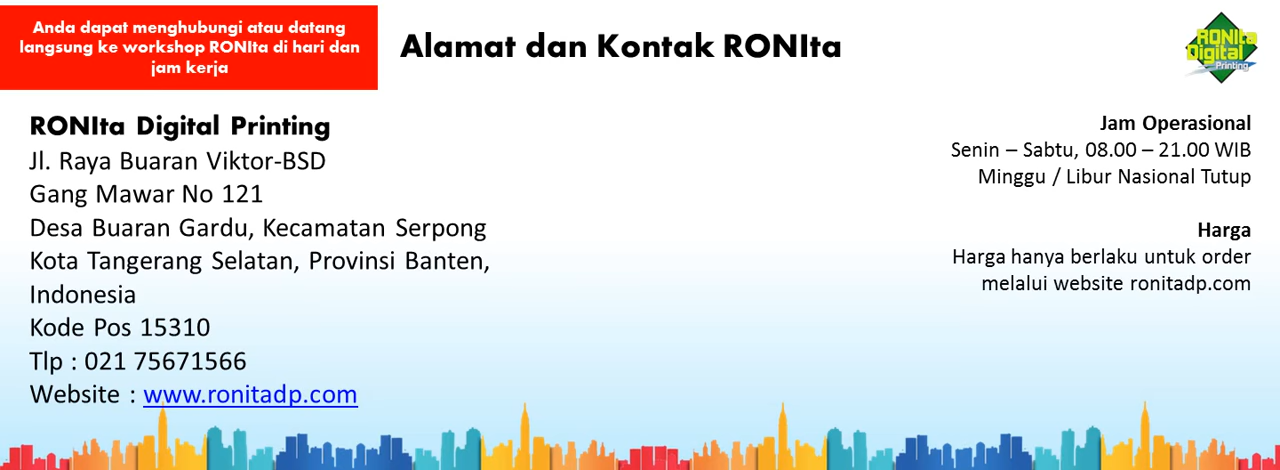 Anda dapat menghubungi atau datang
langsung ke workshop RONIta di hari dan
jam kerja
Alamat dan Kontak RONIta
RONIta
Digital
Printing
RONIta Digital Printing
Jl. Raya Buaran Viktor-BSD
Gang Mawar No 121
Desa Buaran Gardu, Kecamatan Serpong
Kota Tangerang Selatan, Provinsi Banten,
Indonesia
Kode Pos 15310
Tlp : 021 75671566
Website : www.ronitadp.com
Jam Operasional
Senin – Sabtu, 08.00 – 21.00 WIB
Minggu / Libur Nasional Tutup
Harga
Harga hanya berlaku untuk order
melalui website ronitadp.com